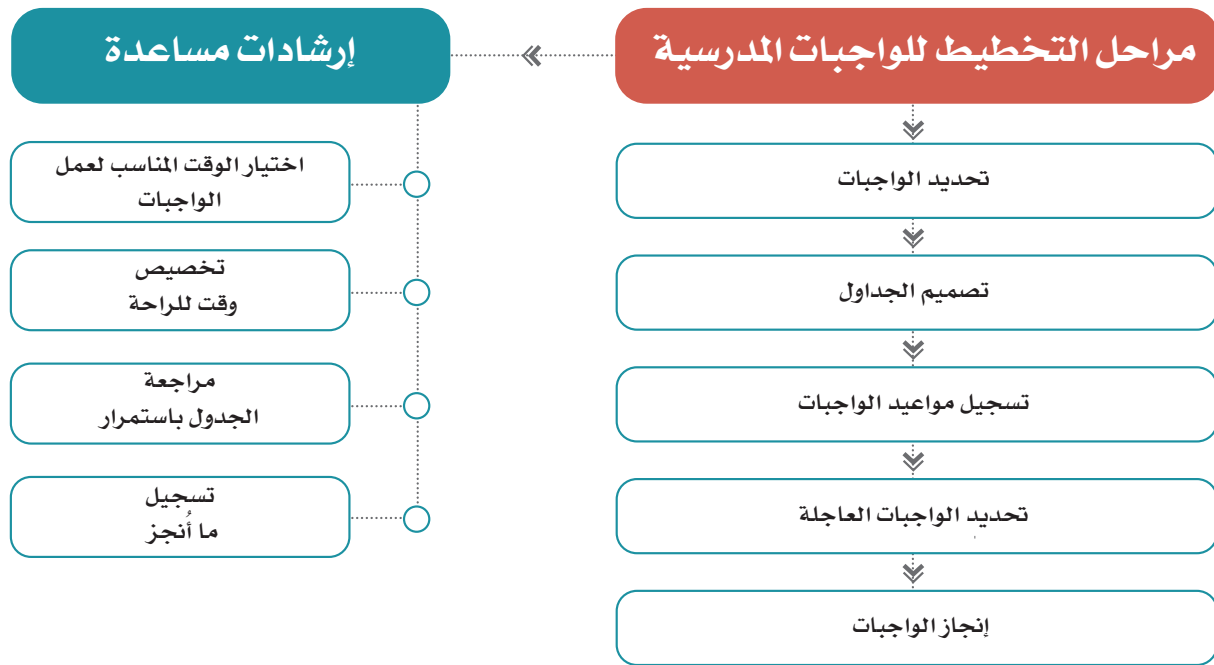 مراحل التخطيط للواجبات المدرسية
تحديد الواجبات
تصميم الجداول
تسجيل مواعيد الواجبات
تحديد الواجبات العاجلة
إنجاز الواجبات
إرشادات مساعدة
اختيار الوقت المناسب لعمل
الواجبات
تخصيص
وقت للراحة
مراجعة
الجدول باستمرار
تسجيل
ما أُنجز